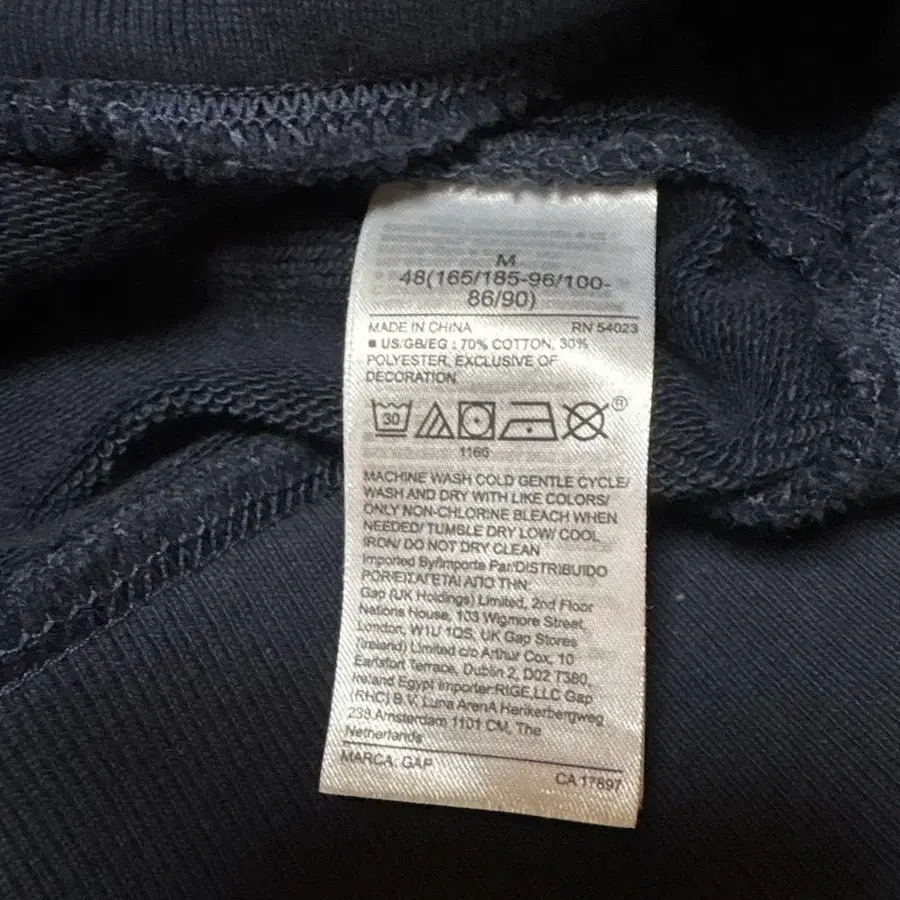 M
48(165/185-96/100-
86/90)
MADE IN CHINA RN 54023
■ US/GB/EG : 70% COTTON, 30%
POLYESTER, EXCLUSIVE OF
DECORATION
30 ®
1166
MACHINE WASH COLD GENTLE CYCLE/
WASH AND DRY WITH LIKE COLORS/
ONLY NON-CHLORINE BLEACH WHEN
NEEDED/ TUMBLE DRY LOW/ COOL
IRON/ DO NOT DRY CLEAN
Imported By/Importe Par/DISTRIBUIDO
POR/ΕΙΣΑΓΕΤΑΙ ΑΠΟ ΤΗΝ:
Gap (UK Holdings) Limited, 2nd Floor
Nations House, 103 Wigmore Street
London, W1U 1QS, UK Gap Stores
(Ireland) Limited c/o Arthur Cox, 10
Earlsfort Terrace, Dublin 2, D02 T380,
Ireland Egypt Importer:RIGE,LLC Gap
(RHC) B.V. Luna ArenA Herikerbergweg
238 Amsterdam 1101 CM, The
Netherlands
MARCA: GAP
CA 17897